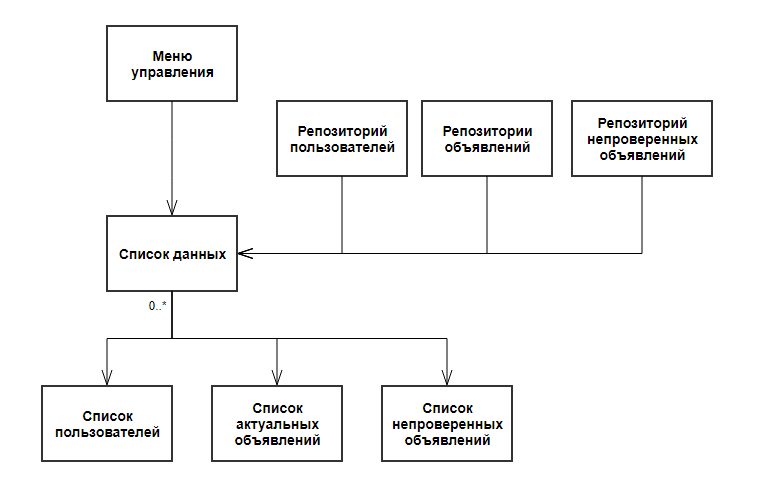 Меню
управления
Репозиторий
пользователей
Репозитории
объявлений
Репозиторий
непроверенных
объявлений
Список данных
0..*
Список
пользователей
Список
актуальных
объявлений
Список
непроверенных
объявлений